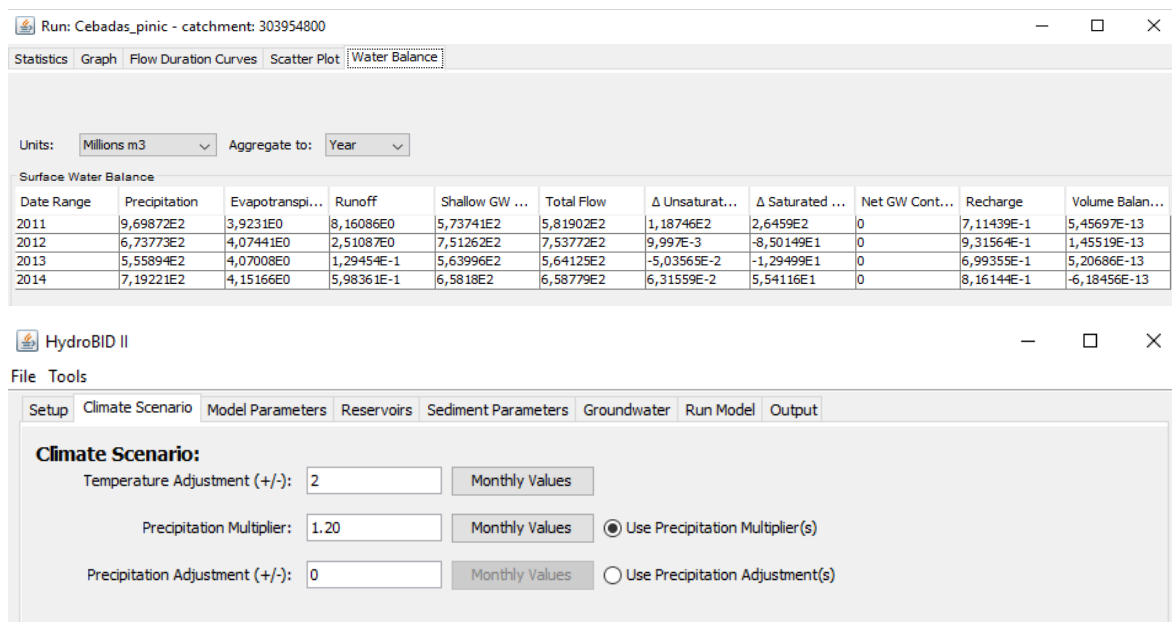 Run: Cebadas_pinic - catchment: 303954800
Statistics Graph Flow Duration Curves Scatter Plot Water Balance
Units: Millions m3 Aggregate to: Year
Surface Water Balance
Date Range Precipitation Evapotranspi... Runoff Shallow GW ... Total Flow Δ Unsaturat... Δ Saturated ... Net GW Cont... Recharge Volume Balan...
2011 9,69872E2 3,9231E0 8,16086E0 5,73741E2 5,81902E2 1,18746E2 2,6459E2 0 7,11439E-1 5,45697E-13
2012 6,73773E2 4,07441E0 2,51087E0 7,51262E2 7,53772E2 9,997E-3 -8,50149E1 0 9,31564E-1 1,45519E-13
2013 5,55894E2 4,07008E0 1,29454E-1 5,63996E2 5,64125E2 -5,03565E-2 -1,29499E1 0 6,99355E-1 5,20686E-13
2014 7,19221E2 4,15166E0 5,98361E-1 6,5818E2 6,58779E2 6,31559E-2 5,54116E1 0 8,16144E-1 -6,18456E-13
HydroBID II
File Tools
Setup Climate Scenario Model Parameters Reservoirs Sediment Parameters Groundwater Run Model Output
Climate Scenario:
Temperature Adjustment (+/-): 2 Monthly Values
Precipitation Multiplier: 1.20 Monthly Values Use Precipitation Multiplier(s)
Precipitation Adjustment (+/-): 0 Monthly Values Use Precipitation Adjustment(s)